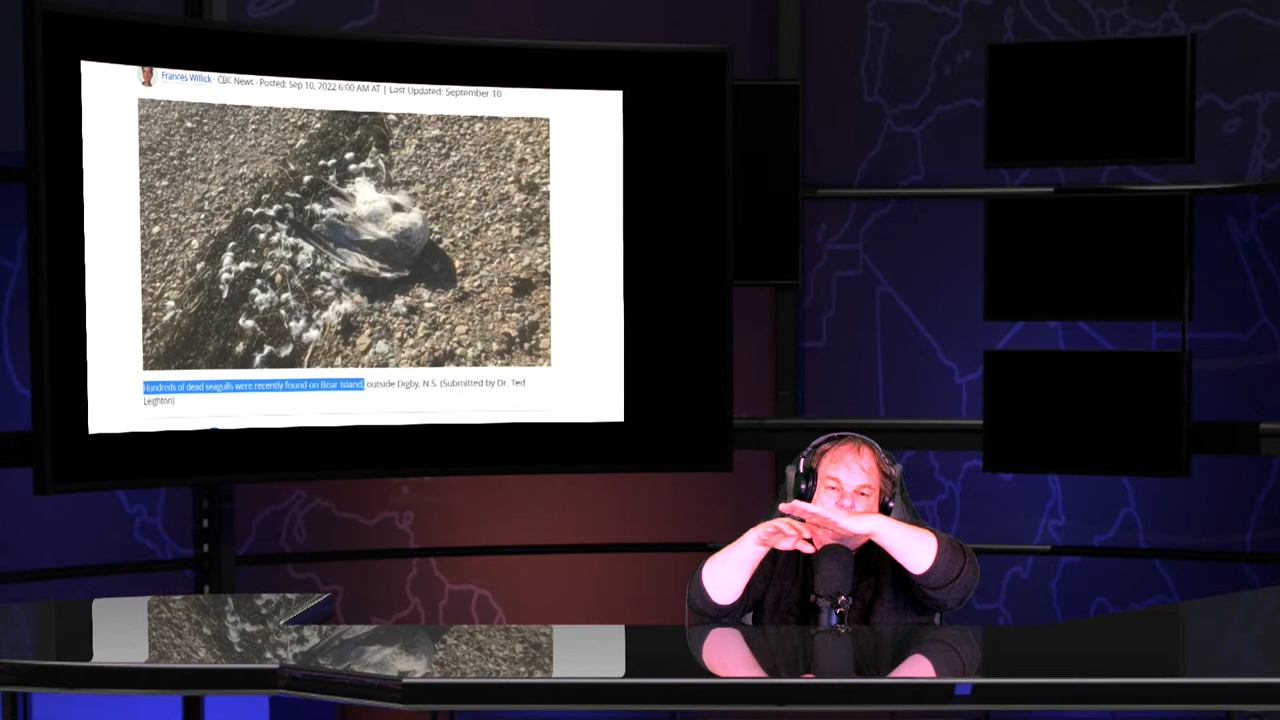 Frances Willick · CBC News · Posted: Sep 10, 2022 6:00 AM AT | Last Updated: September 10
Hundreds of dead seagulls were recently found on Boar Island, outside Digby, N.S. (Submitted by Dr. Ted
Leighton)